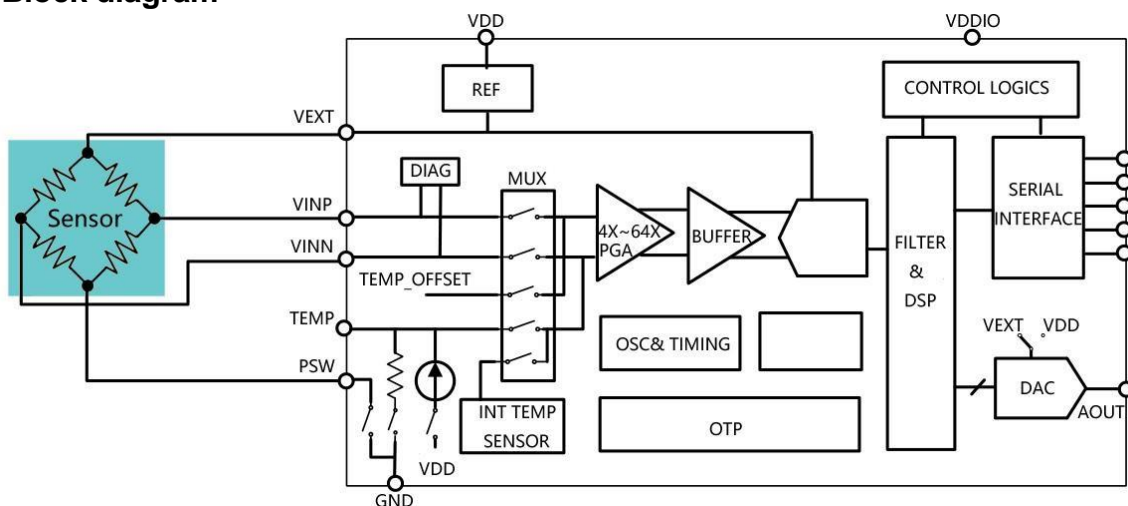 Block diagram
VDD
VDDIO
REF
CONTROL LOGICS
VEXT
DIAG
MUX
Sensor
VINP
4X~64X
PGA
BUFFER
SERIAL
INTERFACE
VINN
FILTER
&
DSP
TEMP_OFFSET
TEMP
OSC& TIMING
VEXT
VDD
PSW
DAC
AOUT
INT TEMP
SENSOR
OTP
VDD
GND